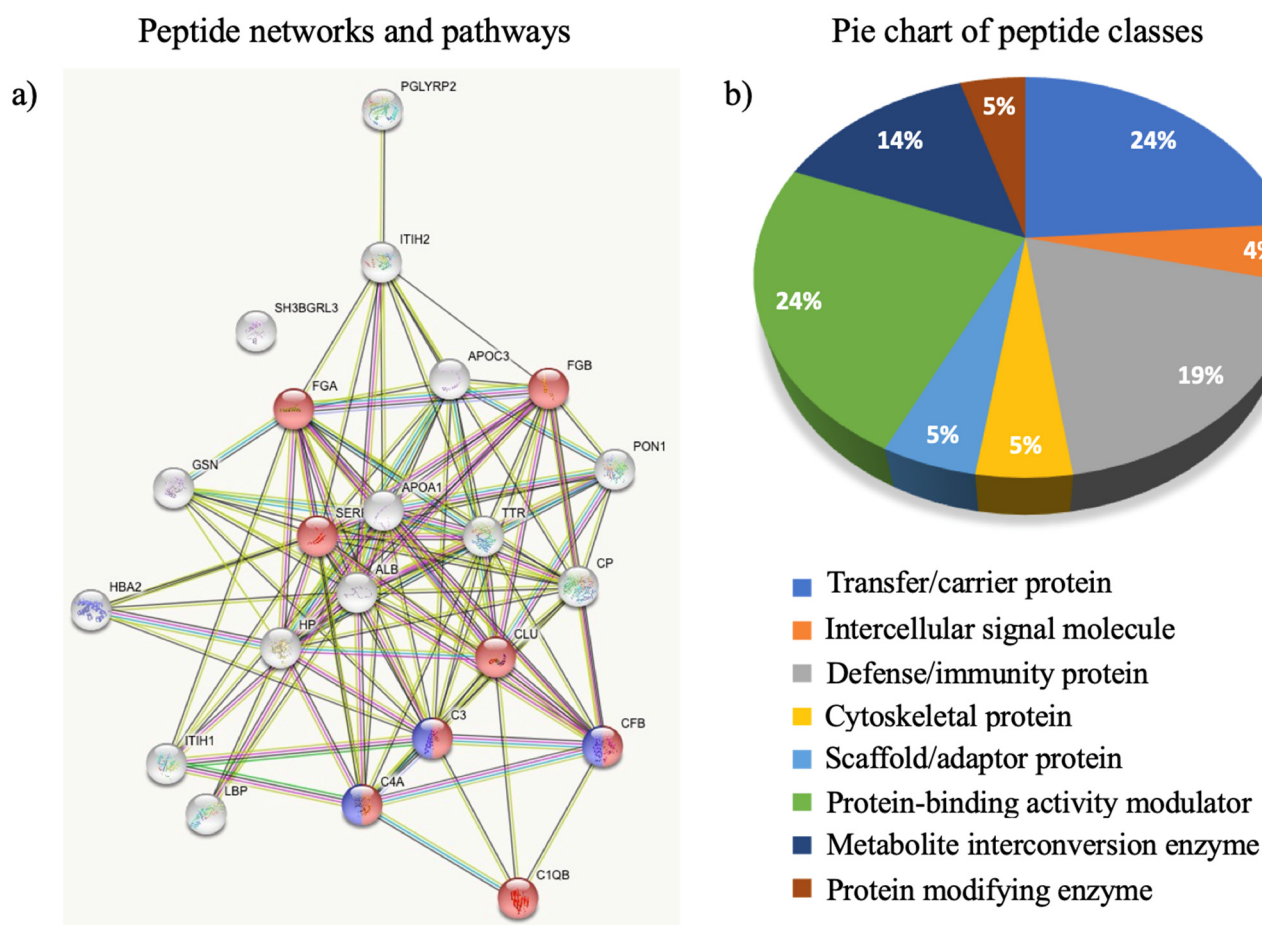 Peptide networks and pathways
Pie chart of peptide classes
a)
b)
PGLYRP2
ITIH2
SH3BGRL3
APOC3
FGB
FGA
PON1
GSN
APOA1
SERI
TTR
CP
ALB
HBA2
HP
CLU
C3
CFB
ITIH1
C4A
LBP
C1QB
5%
24%
14%
4%
24%
19%
5%
5%
Transfer/carrier protein
Intercellular signal molecule
Defense/immunity protein
Cytoskeletal protein
Scaffold/adaptor protein
Protein-binding activity modulator
Metabolite interconversion enzyme
Protein modifying enzyme